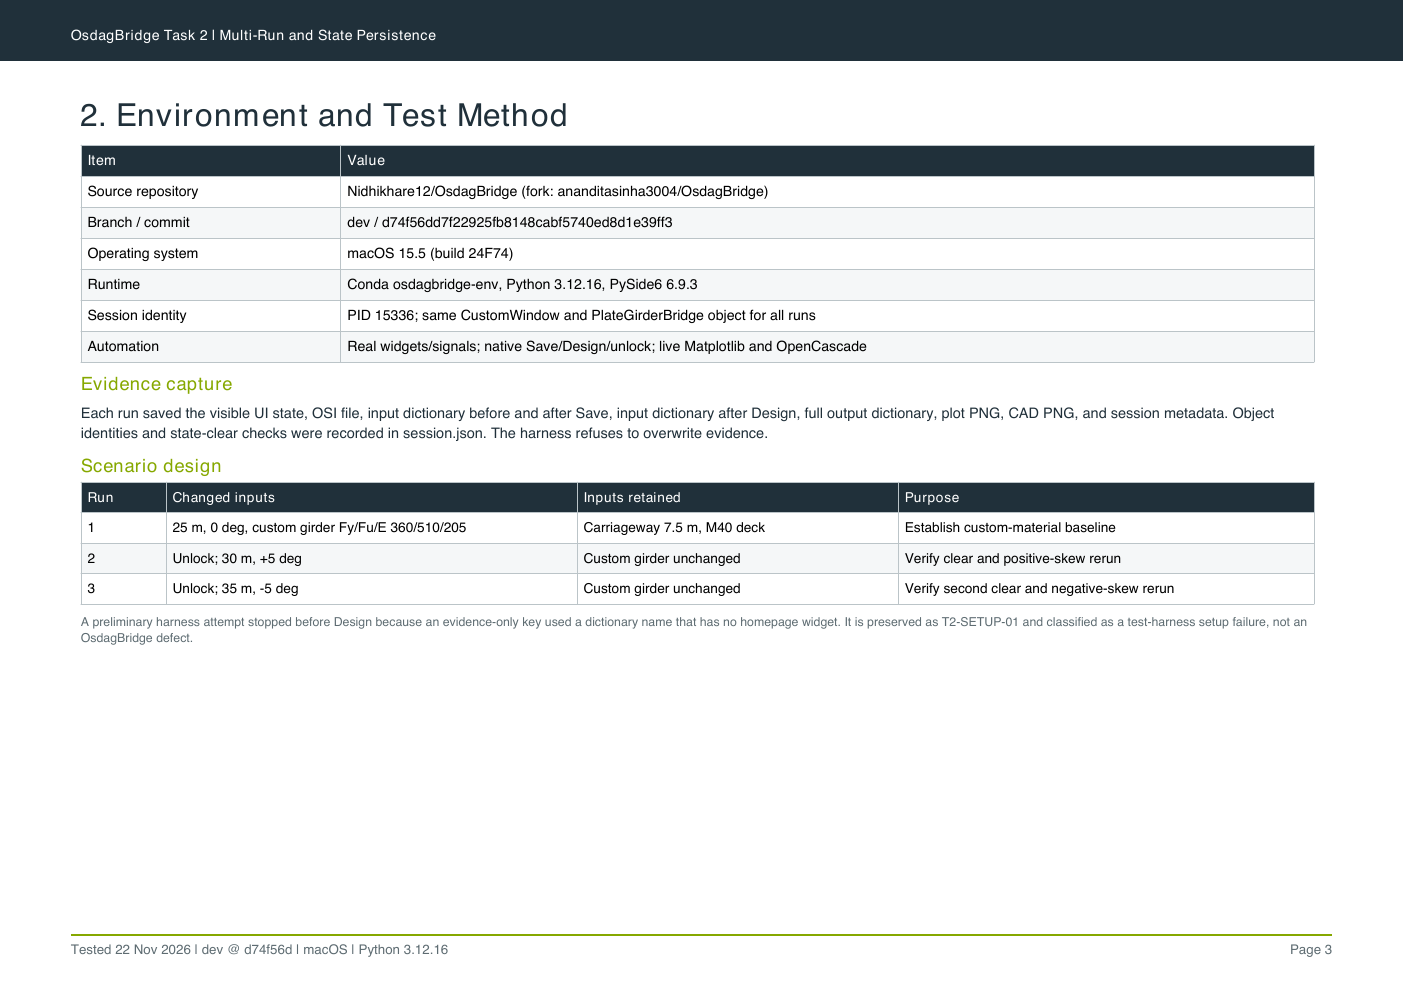 OsdagBridge Task 2 | Multi-Run and State Persistence
2. Environment and Test Method
Item Value
Source repository Nidhikhare12/OsdagBridge (fork: ananditasinha3004/OsdagBridge)
Branch / commit dev / d74f56dd7f22925fb8148cabf5740ed8d1e39ff3
Operating system macOS 15.5 (build 24F74)
Runtime Conda osdagbridge-env, Python 3.12.16, PySide6 6.9.3
Session identity PID 15336; same CustomWindow and PlateGirderBridge object for all runs
Automation Real widgets/signals; native Save/Design/unlock; live Matplotlib and OpenCascade
Evidence capture
Each run saved the visible UI state, OSI file, input dictionary before and after Save, input dictionary after Design, full output dictionary, plot PNG, CAD PNG, and session metadata. Object
identities and state-clear checks were recorded in session.json. The harness refuses to overwrite evidence.
Scenario design
Run Changed inputs Inputs retained Purpose
1 25 m, 0 deg, custom girder Fy/Fu/E 360/510/205 Carriageway 7.5 m, M40 deck Establish custom-material baseline
2 Unlock; 30 m, +5 deg Custom girder unchanged Verify clear and positive-skew rerun
3 Unlock; 35 m, -5 deg Custom girder unchanged Verify second clear and negative-skew rerun
A preliminary harness attempt stopped before Design because an evidence-only key used a dictionary name that has no homepage widget. It is preserved as T2-SETUP-01 and classified as a test-harness setup failure, not an
OsdagBridge defect.
Tested 22 Nov 2026 | dev @ d74f56d | macOS | Python 3.12.16 Page 3